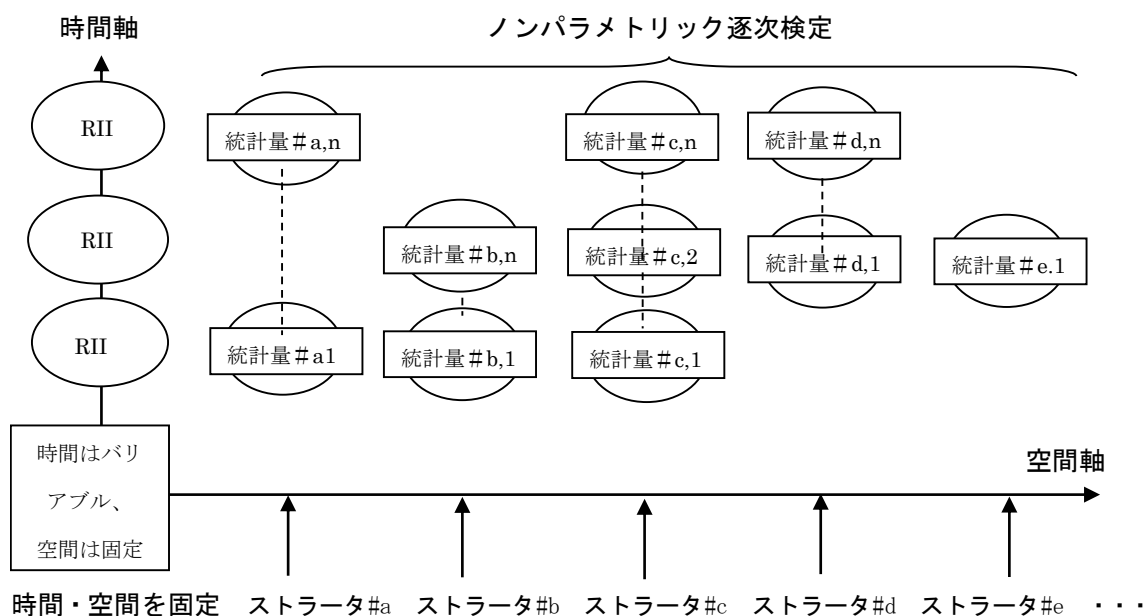 時間軸
ノンパラメトリック逐次検定
RII
統計量＃a,n
統計量＃c,n
統計量＃d,n
RII
統計量＃b,n
統計量＃c,2
統計量＃d,1
統計量＃e.1
RII
統計量＃a1
統計量＃b,1
統計量＃c,1
時間はバリ
アブル、
空間は固定
空間軸
時間・空間を固定 ストラータ#a ストラータ#b ストラータ#c ストラータ#d ストラータ#e ・・・